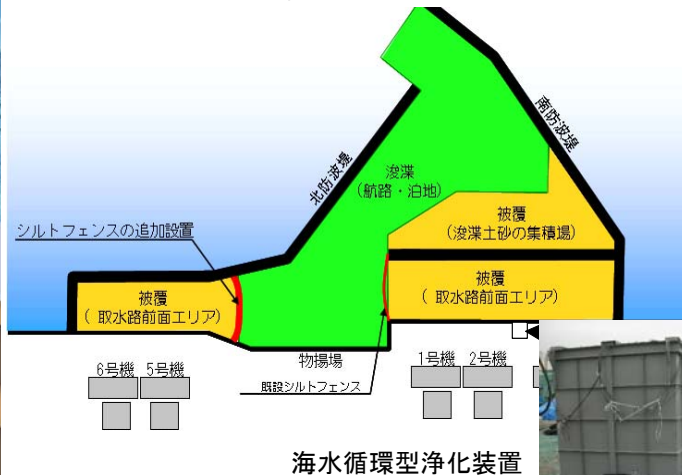 北防波堤
南防波堤
浚渫
(航路・泊地)
被覆
(浚渫土砂の集積場)
シルトフェンスの追加設置
被覆
( 取水路前面エリア)
被覆
( 取水路前面エリア)
物揚場
既設シルトフェンス
6号機
5号機
1号機
2号機
海水循環型浄化装置